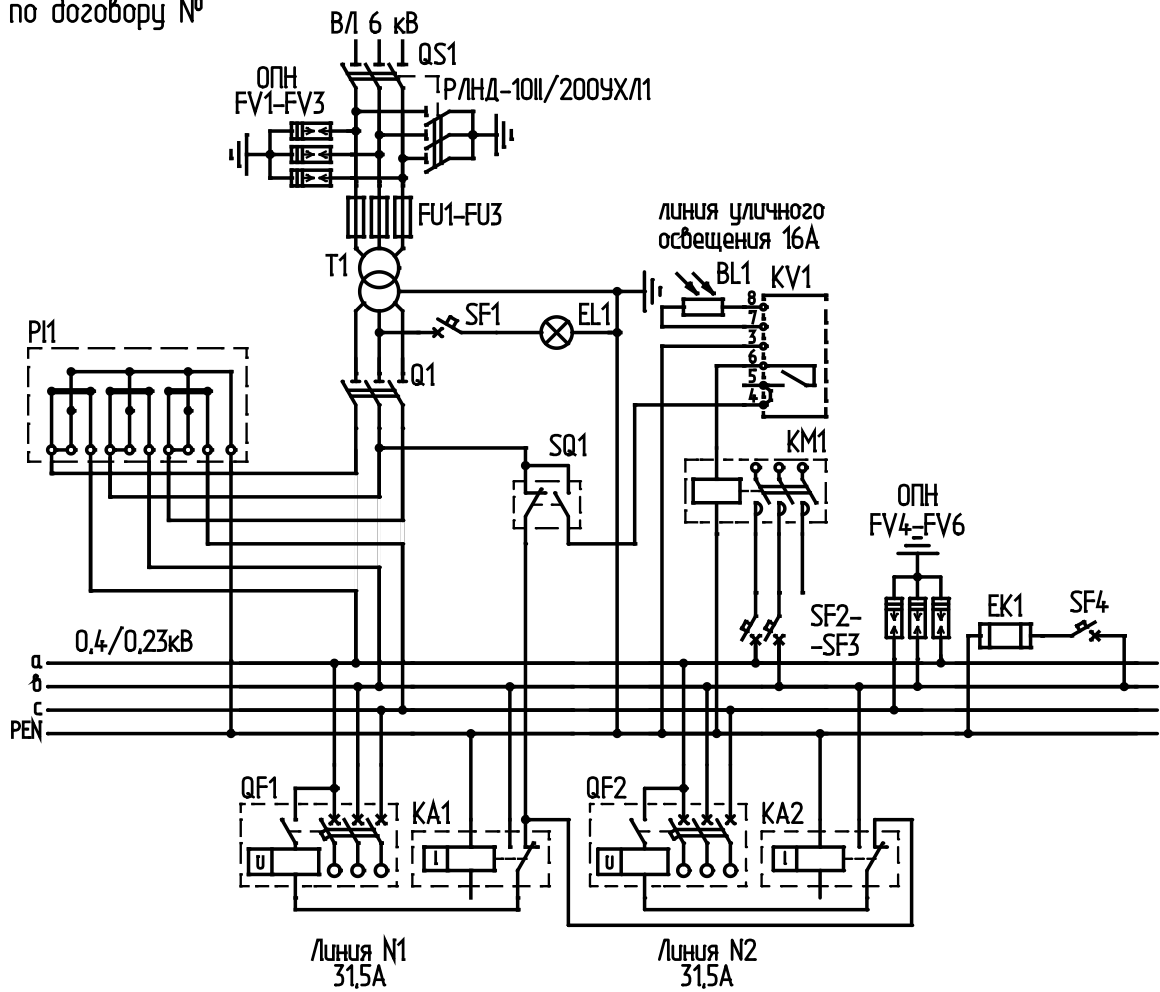 по договору №
ВЛ 6 кВ
QS1
ОПН
FV1-FV3
РЛНД-10II/200УХЛ1
FU1-FU3
T1
линия уличного
освещения 16А
BL1
KV1
8
7
3
6
5
4
SF1
EL1
PI1
Q1
SQ1
KM1
ОПН
FV4-FV6
SF2-
-SF3
EK1
SF4
0,4/0,23кВ
а
в
с
PEN
QF1
KA1
QF2
KA2
U
I
U
I
Линия N1
31,5А
Линия N2
31,5А